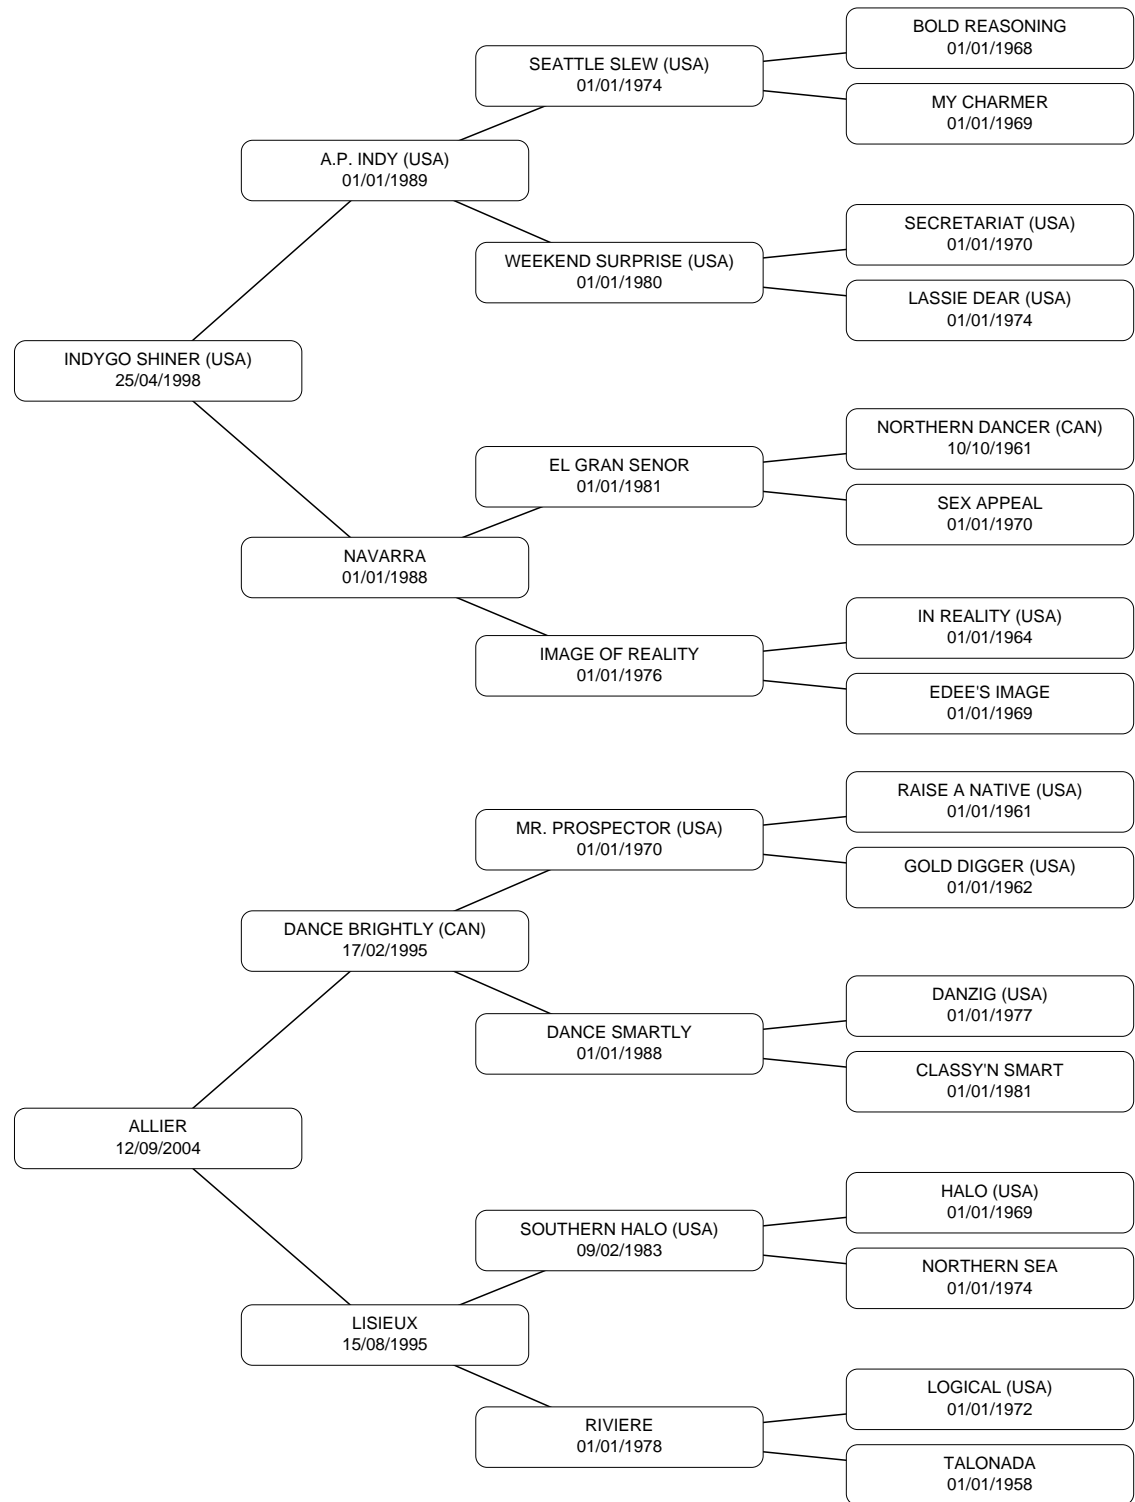 BOLD REASONING
01/01/1968
SEATTLE SLEW (USA)
01/01/1974
MY CHARMER
01/01/1969
A.P. INDY (USA)
01/01/1989
SECRETARIAT (USA)
01/01/1970
WEEKEND SURPRISE (USA)
01/01/1980
LASSIE DEAR (USA)
01/01/1974
INDYGO SHINER (USA)
25/04/1998
NORTHERN DANCER (CAN)
10/10/1961
EL GRAN SENOR
01/01/1981
SEX APPEAL
01/01/1970
NAVARRA
01/01/1988
IN REALITY (USA)
01/01/1964
IMAGE OF REALITY
01/01/1976
EDEE'S IMAGE
01/01/1969
RAISE A NATIVE (USA)
01/01/1961
MR. PROSPECTOR (USA)
01/01/1970
GOLD DIGGER (USA)
01/01/1962
DANCE BRIGHTLY (CAN)
17/02/1995
DANZIG (USA)
01/01/1977
DANCE SMARTLY
01/01/1988
CLASSY'N SMART
01/01/1981
ALLIER
12/09/2004
HALO (USA)
01/01/1969
SOUTHERN HALO (USA)
09/02/1983
NORTHERN SEA
01/01/1974
LISIEUX
15/08/1995
LOGICAL (USA)
01/01/1972
RIVIERE
01/01/1978
TALONADA
01/01/1958